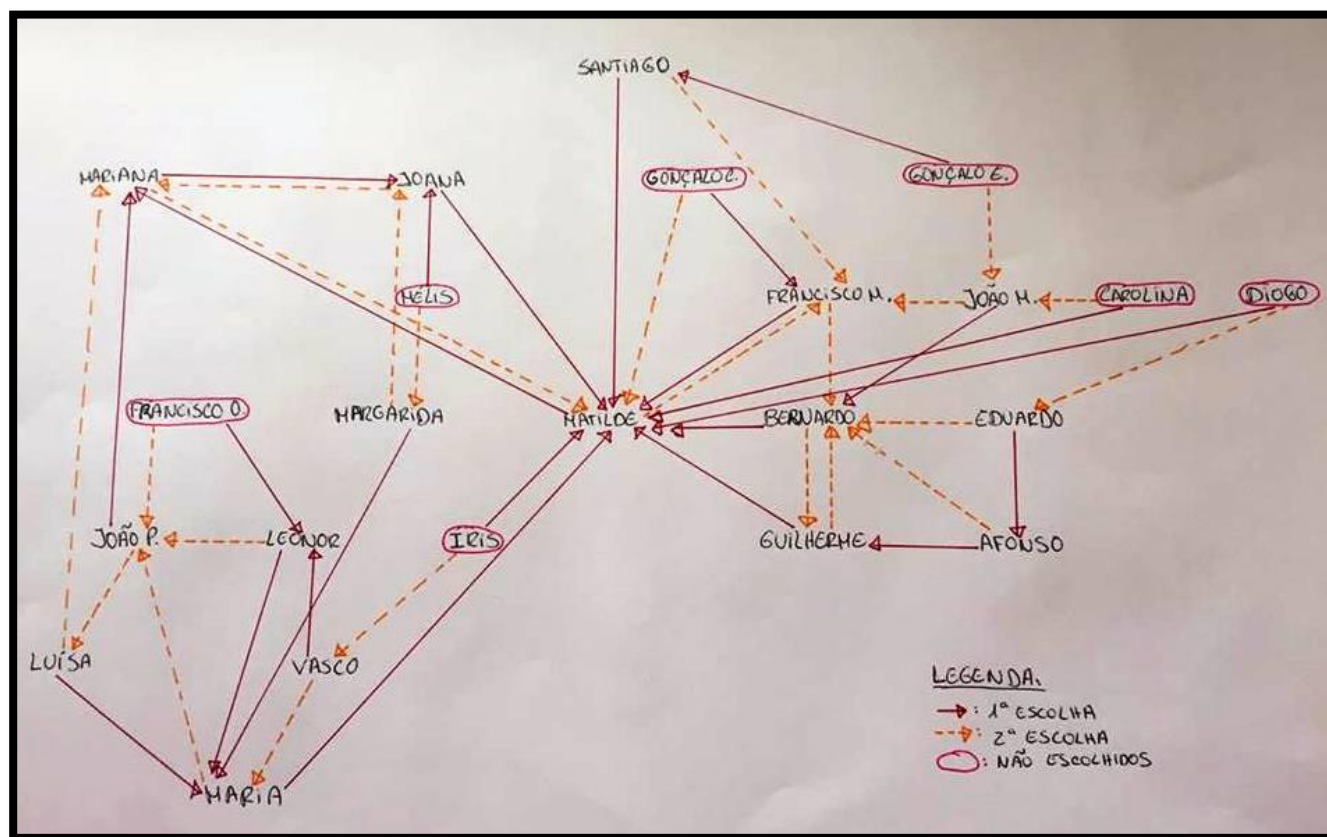 SANTIAGO
MARIANA
JOANA
GONÇALO C.
GONÇALO E.
MELIS
FRANCISCO M.
JOÃO M.
CAROLINA
DIOGO
FRANCISCO O.
MARGARIDA
MATILDE
BERNARDO
EDUARDO
JOÃO P.
LEONOR
IRIS
GUILHERME
AFONSO
LUÍSA
VASCO
MARIA
LEGENDA:
: 1ª ESCOLHA
: 2ª ESCOLHA
: NÃO ESCOLHIDOS